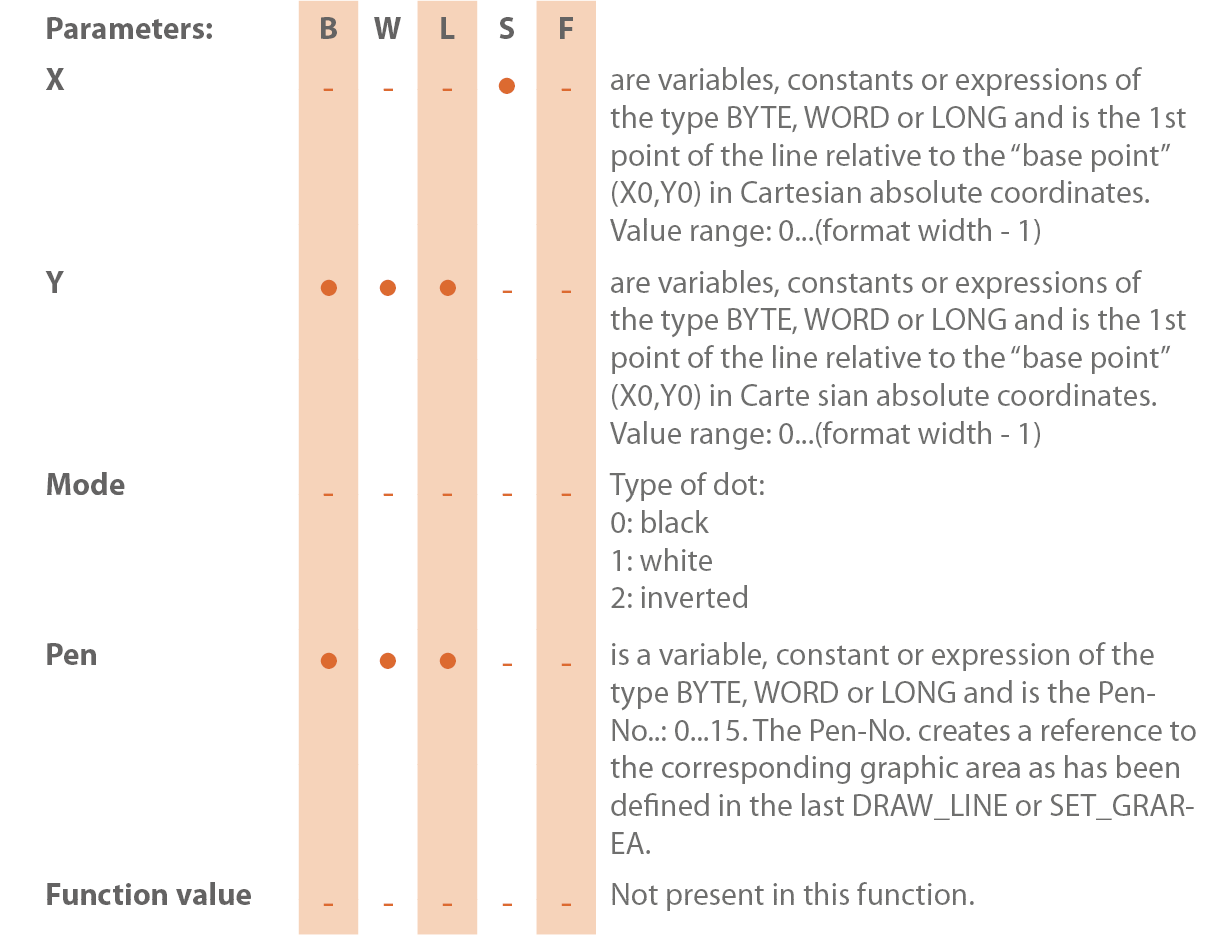 Parameters: B W L S F
X - - - ● - are variables, constants or expressions of
the type BYTE, WORD or LONG and is the 1st
point of the line relative to the “base point”
(X0,Y0) in Cartesian absolute coordinates.
Value range: 0...(format width - 1)
Y ● ● ● - - are variables, constants or expressions of
the type BYTE, WORD or LONG and is the 1st
point of the line relative to the “base point”
(X0,Y0) in Carte sian absolute coordinates.
Value range: 0...(format width - 1)
Mode - - - - - Type of dot:
0: black
1: white
2: inverted
Pen ● ● ● - - is a variable, constant or expression of the
type BYTE, WORD or LONG and is the Pen-
No..: 0...15. The Pen-No. creates a reference to
the corresponding graphic area as has been
defined in the last DRAW_LINE or SET_GRAR-
EA.
Function value - - - - - Not present in this function.